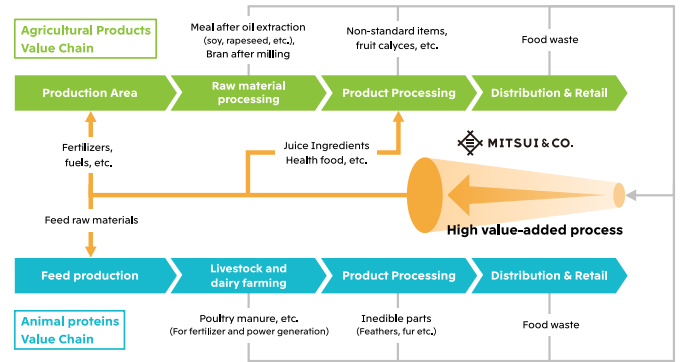 Agricultural Products
Value Chain
Meal after oil extraction
(soy, rapeseed, etc.),
Bran after milling
Non-standard items,
fruit calyces, etc.
Food waste
Production Area
Raw material
processing
Product Processing
Distribution & Retail
Fertilizers,
fuels, etc.
Juice Ingredients
Health food, etc.
MITSUI & CO.
Feed raw materials
High value-added process
Feed production
Livestock and
dairy farming
Product Processing
Distribution & Retail
Animal proteins
Value Chain
Poultry manure, etc.
(For fertilizer and power generation)
Inedible parts
(Feathers, fur etc.)
Food waste